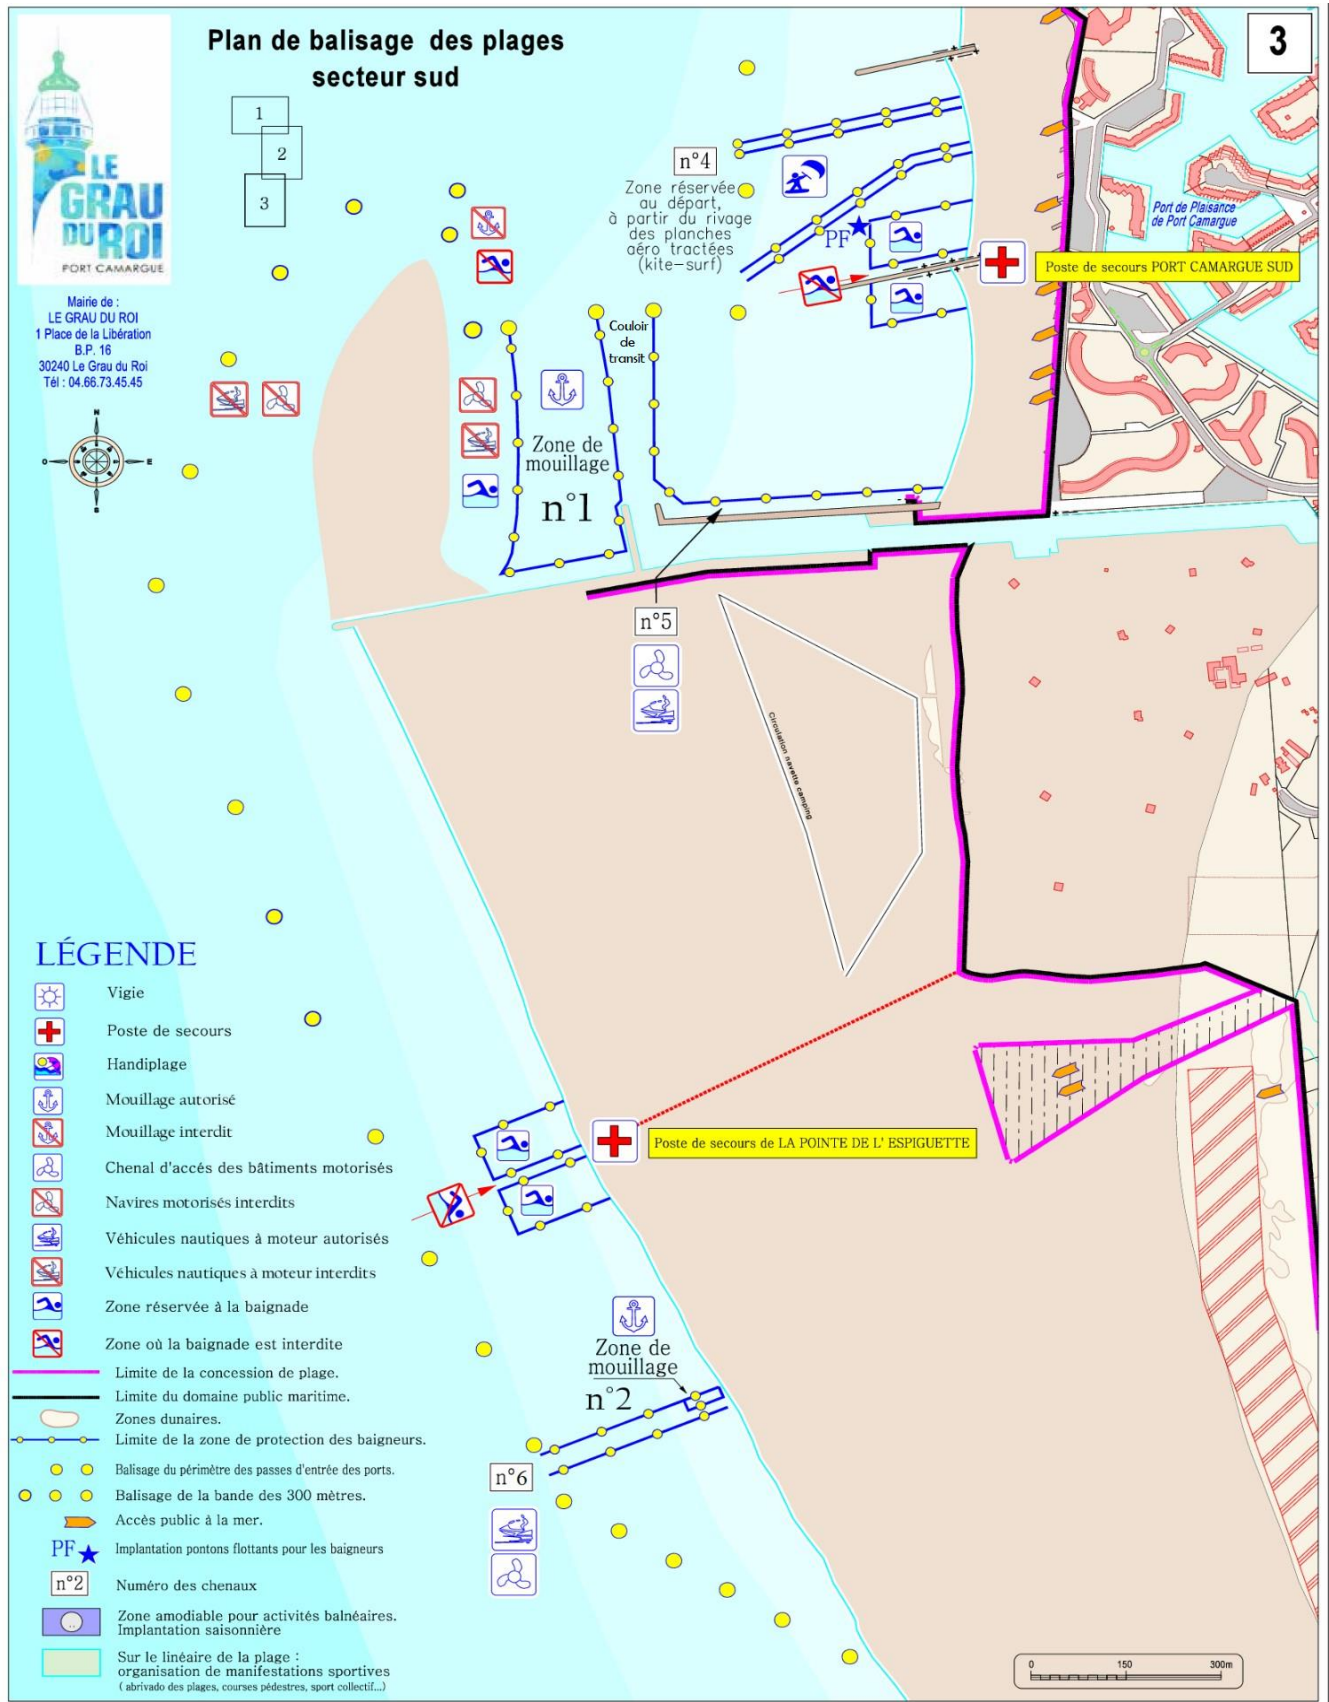 Plan de balisage des plages
secteur sud
3
1
2
3
LE
GRAU
DU ROI
PORT CAMARGUE
Mairie de :
LE GRAU DU ROI
1 Place de la Libération
B.P. 16
30240 Le Grau du Roi
Tél : 04.66.73.45.45
N
O
E
S
n°4
Zone réservée
au départ,
à partir du rivage
des planches
aéro tractées
(kite-surf)
PF
Port de Plaisance
de Port Camargue
Poste de secours PORT CAMARGUE SUD
Couloir
de
transit
Zone de
mouillage
n°1
n°5
Circulation navette camping
Poste de secours de LA POINTE DE L' ESPIGUETTE
Zone de
mouillage
n°2
n°6
LÉGENDE
Vigie
Poste de secours
Handiplage
Mouillage autorisé
Mouillage interdit
Chenal d'accés des bâtiments motorisés
Navires motorisés interdits
Véhicules nautiques à moteur autorisés
Véhicules nautiques à moteur interdits
Zone réservée à la baignade
Zone où la baignade est interdite
Limite de la concession de plage.
Limite du domaine public maritime.
Zones dunaires.
Limite de la zone de protection des baigneurs.
Balisage du périmètre des passes d'entrée des ports.
Balisage de la bande des 300 mètres.
Accès public à la mer.
PF Implantation pontons flottants pour les baigneurs
n°2 Numéro des chenaux
Zone amodiable pour activités balnéaires.
Implantation saisonnière
Sur le linéaire de la plage :
organisation de manifestations sportives
( abrivado des plages, courses pédestres, sport collectif...)
0 150 300m